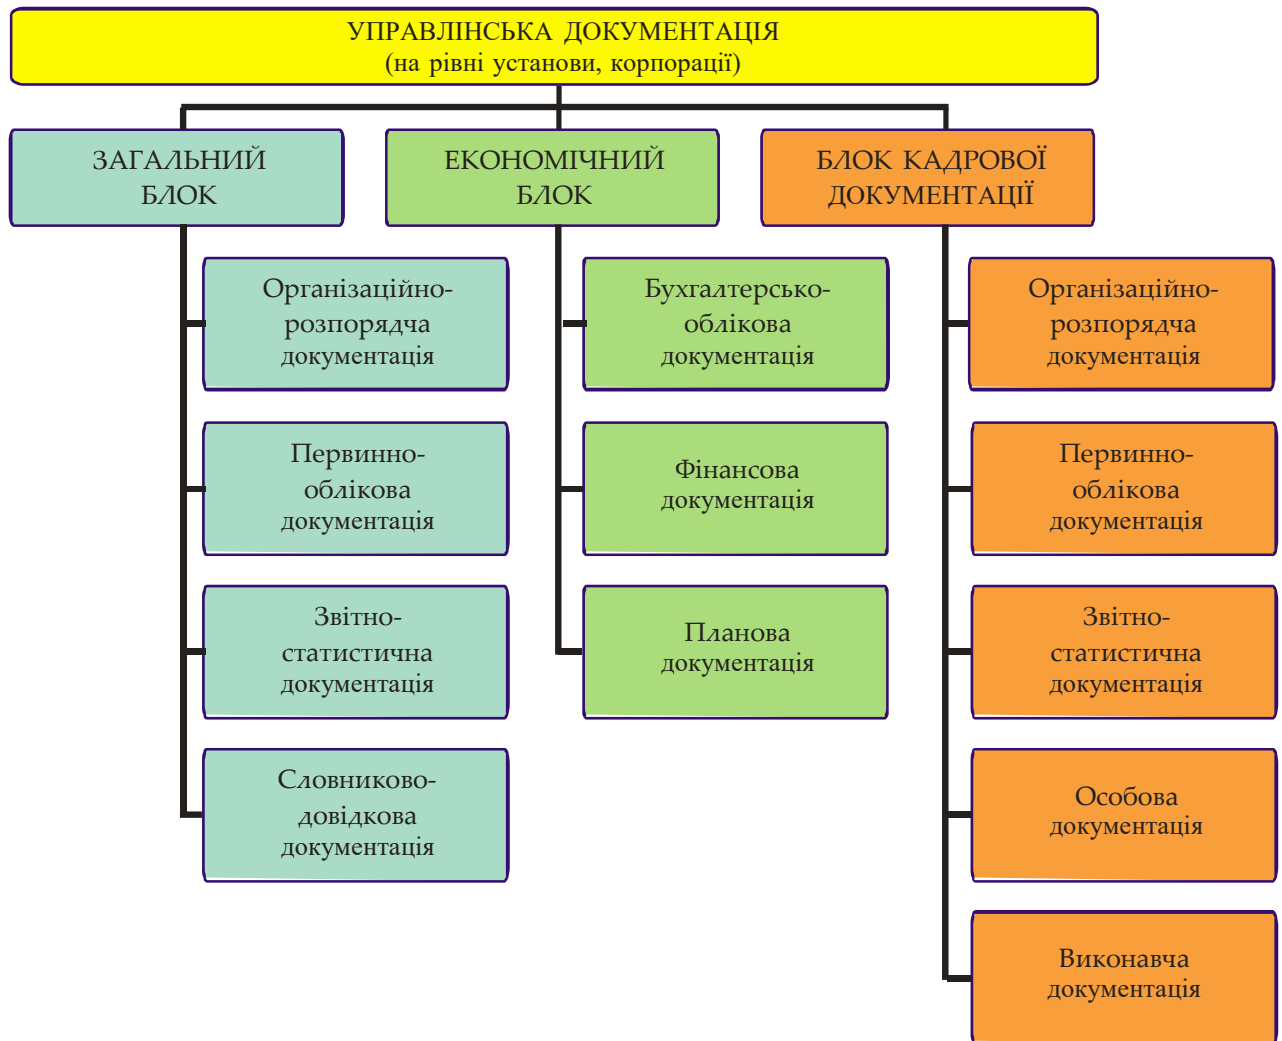 УПРАВЛІНСЬКА ДОКУМЕНТАЦІЯ
(на рівні установи, корпорації)
ЗАГАЛЬНИЙ
БЛОК
ЕКОНОМІЧНИЙ
БЛОК
БЛОК КАДРОВОЇ
ДОКУМЕНТАЦІЇ
Організаційно-
розпорядча
документація
Первинно-
облікова
документація
Звітно-
статистична
документація
Словниково-
довідкова
документація
Бухгалтерсько-
облікова
документація
Фінансова
документація
Планова
документація
Організаційно-
розпорядча
документація
Первинно-
облікова
документація
Звітно-
статистична
документація
Особова
документація
Виконавча
документація